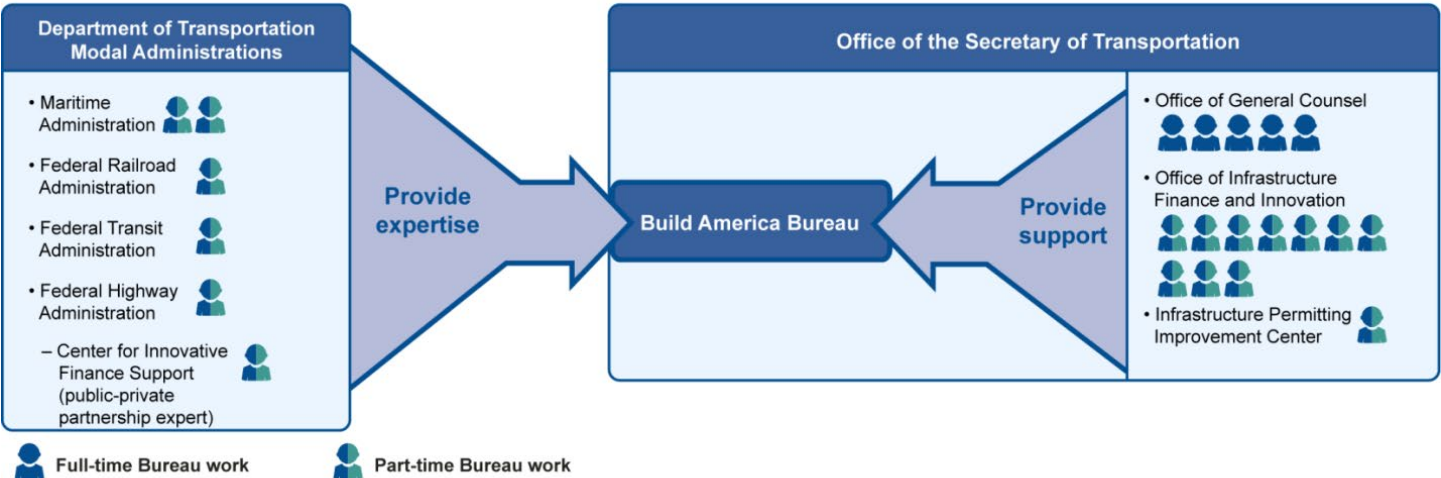 Department of Transportation
Modal Administrations
• Maritime
Administration
• Federal Railroad
Administration
• Federal Transit
Administration
• Federal Highway
Administration
– Center for Innovative
Finance Support
(public-private
partnership expert)
Provide
expertise
Office of the Secretary of Transportation
Build America Bureau
Provide
support
• Office of General Counsel
• Office of Infrastructure
Finance and Innovation
• Infrastructure Permitting
Improvement Center
Full-time Bureau work
Part-time Bureau work